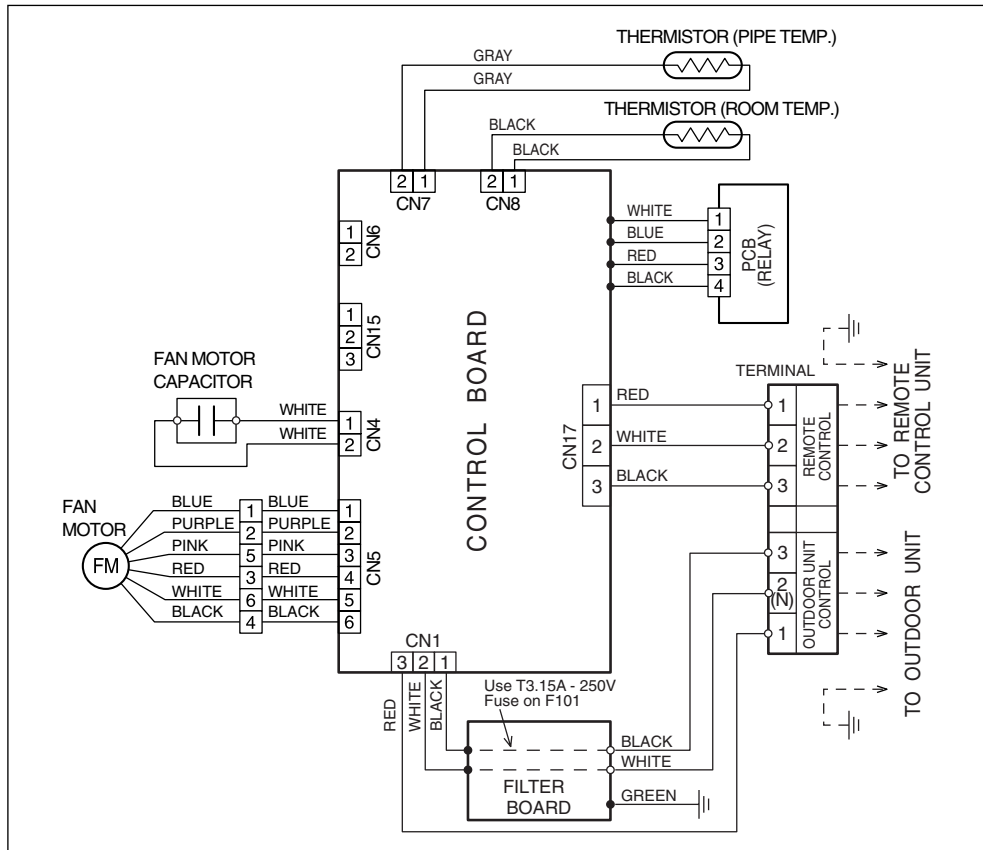 THERMISTOR (PIPE TEMP.)
GRAY
GRAY
THERMISTOR (ROOM TEMP.)
BLACK
BLACK
2 1
CN7
2 1
CN8
1
2
CN6
1
2
3
CN15
WHITE
BLUE
RED
BLACK
1
2
3
4
PCB
(RELAY)
CONTROL BOARD
FAN MOTOR
CAPACITOR
WHITE
WHITE
1
2
CN4
FAN
MOTOR
FM
BLUE 1 BLUE 1
PURPLE 2 PURPLE 2
PINK 5 PINK 3
RED 3 RED 4
WHITE 6 WHITE 5
BLACK 4 BLACK 6
CN5
CN17
1 RED
2 WHITE
3 BLACK
TERMINAL
1
2
3
REMOTE
CONTROL
TO REMOTE
CONTROL UNIT
3
2
(N)
1
OUTDOOR UNIT
CONTROL
TO OUTDOOR UNIT
CN1
3 2 1
RED
WHITE
BLACK
Use T3.15A - 250V
Fuse on F101
BLACK
WHITE
FILTER
BOARD
GREEN